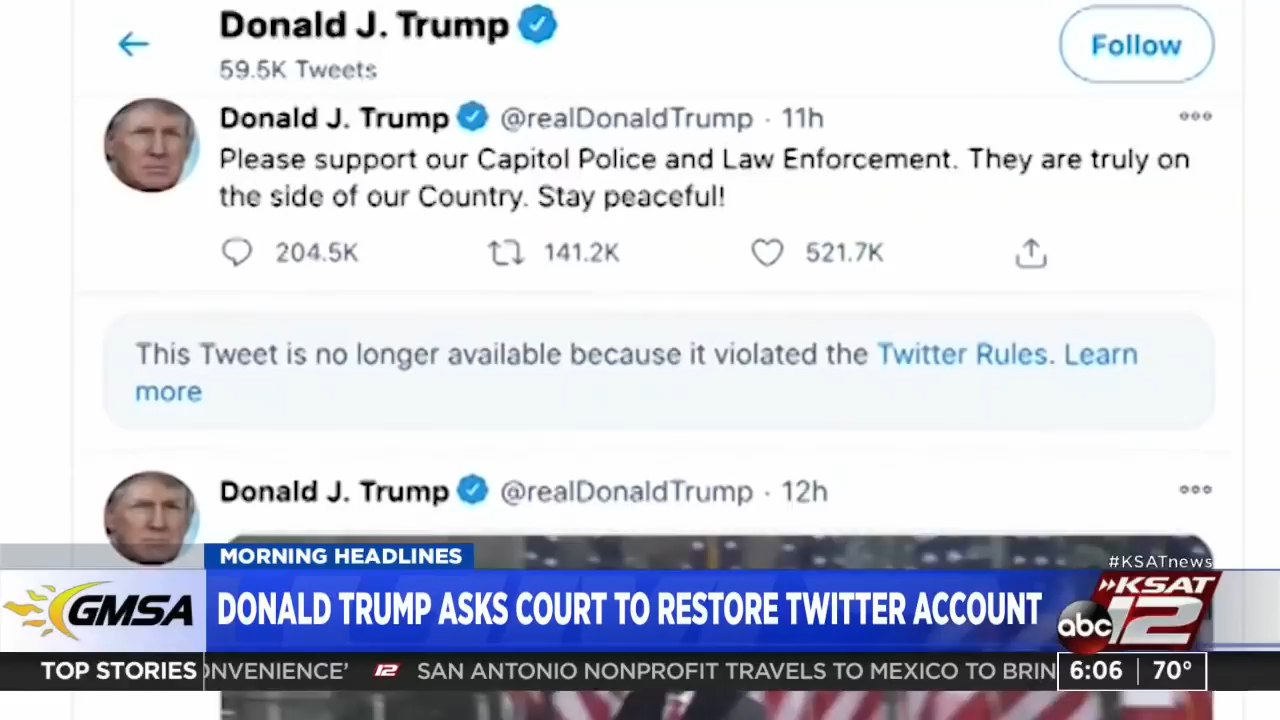 Donald J. Trump
59.5K Tweets
Follow
Donald J. Trump @realDonaldTrump · 11h
Please support our Capitol Police and Law Enforcement. They are truly on
the side of our Country. Stay peaceful!
204.5K 141.2K 521.7K
This Tweet is no longer available because it violated the Twitter Rules. Learn
more
Donald J. Trump @realDonaldTrump · 12h
MORNING HEADLINES
#KSATnews
GMSA
DONALD TRUMP ASKS COURT TO RESTORE TWITTER ACCOUNT
KSAT
abc 12
TOP STORIES ONVENIENCE’ 12 SAN ANTONIO NONPROFIT TRAVELS TO MEXICO TO BRIN
6:06 70°